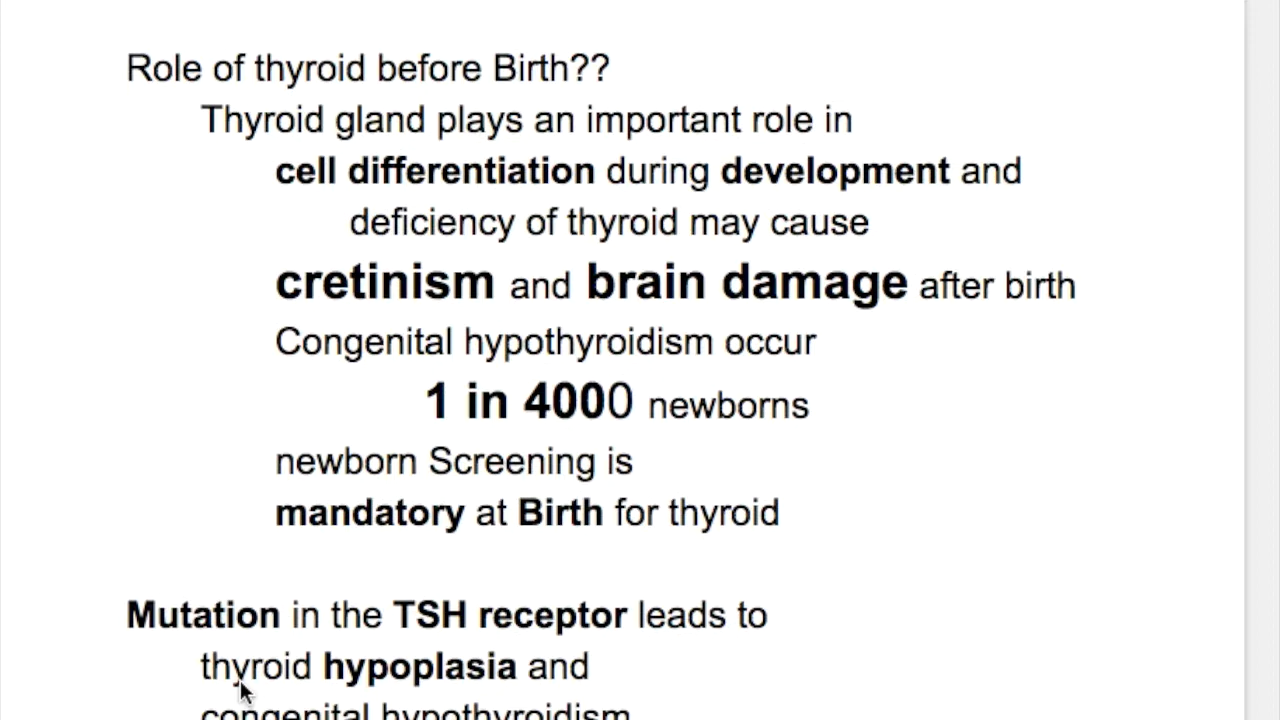 Role of thyroid before Birth??
Thyroid gland plays an important role in
cell differentiation during development and
deficiency of thyroid may cause
cretinism and brain damage after birth
Congenital hypothyroidism occur
1 in 4000 newborns
newborn Screening is
mandatory at Birth for thyroid
Mutation in the TSH receptor leads to
thyroid hypoplasia and
congenital hypothyroidism